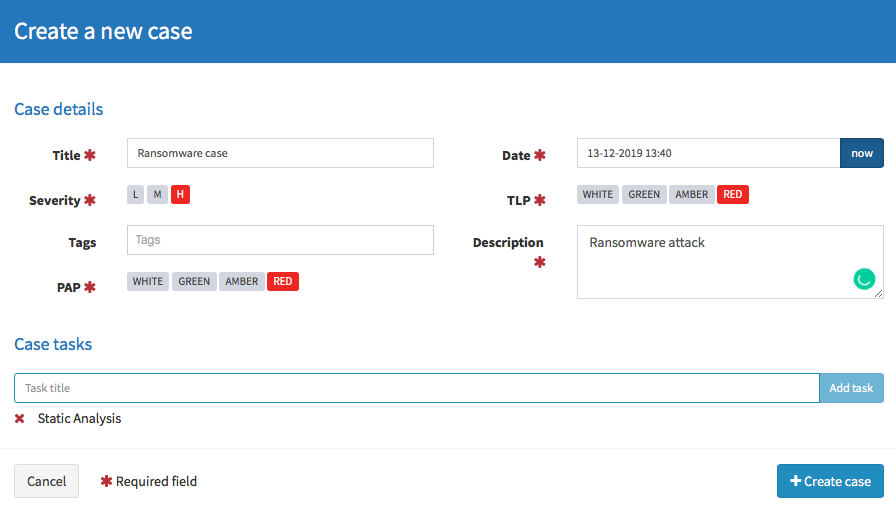 Create a new case
Case details
Title ✱ Ransomware case
Date ✱ 13-12-2019 13:40 now
Severity ✱ L M H
TLP ✱ WHITE GREEN AMBER RED
Tags Tags
Description ✱ Ransomware attack
PAP ✱ WHITE GREEN AMBER RED
Case tasks
Task title Add task
✖ Static Analysis
Cancel ✱ Required field + Create case